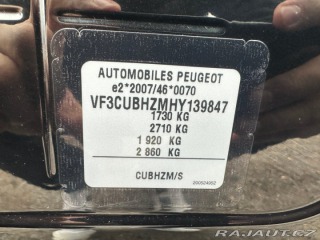 AUTOMOBILES PEUGEOT
e2*2007/46*0070
VF3CUBHZMHY139847
1730 KG
2710 KG
1 920 KG
2 860 KG
CUBHZM/S
RAJAUT.CZ